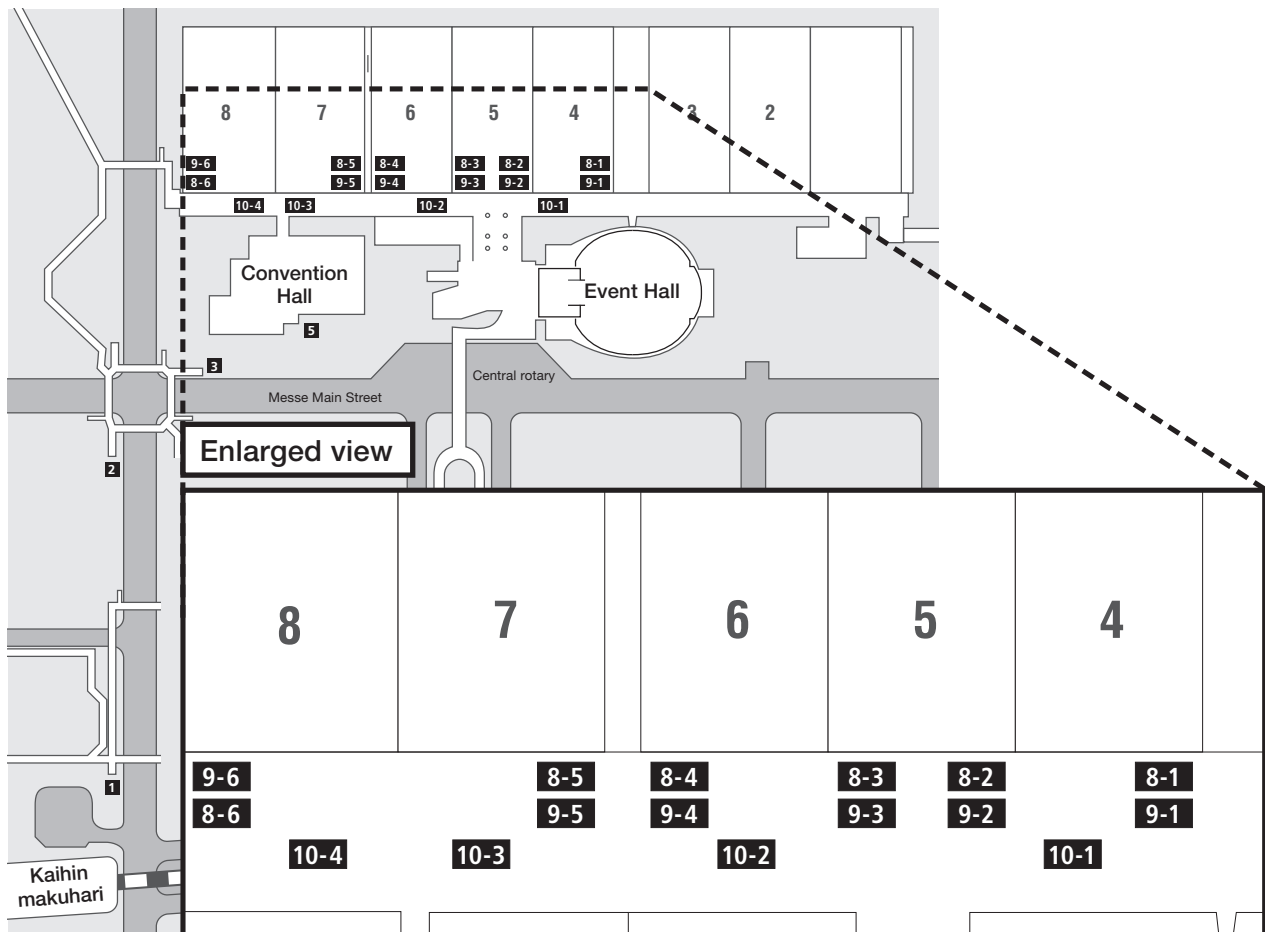 8 7 6 5 4 3 2
9-6 8-5 8-4 8-3 8-2 8-1
8-6 9-5 9-4 9-3 9-2 9-1
10-4 10-3 10-2 10-1
Convention
Hall
Event Hall
5
3
Central rotary
Messe Main Street
Enlarged view
2
8 7 6 5 4
9-6 8-5 8-4 8-3 8-2 8-1
1
8-6 9-5 9-4 9-3 9-2 9-1
10-4 10-3 10-2 10-1
Kaihin
makuhari